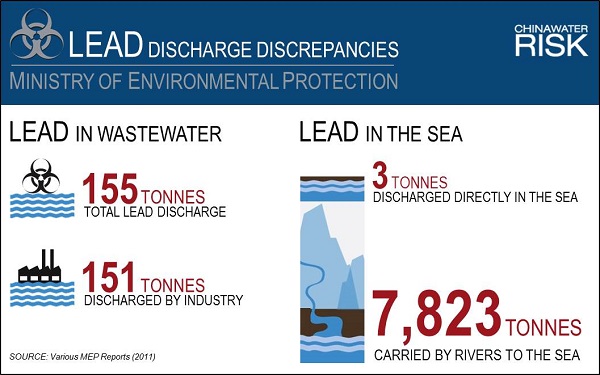 LEAD DISCHARGE DISCREPANCIES
MINISTRY OF ENVIRONMENTAL PROTECTION
CHINAWATER
RISK
LEAD IN WASTEWATER
155 TONNES
TOTAL LEAD DISCHARGE
151 TONNES
DISCHARGED BY INDUSTRY
SOURCE: Various MEP Reports (2011)
LEAD IN THE SEA
3 TONNES
DISCHARGED DIRECTLY IN THE SEA
7,823 TONNES
CARRIED BY RIVERS TO THE SEA